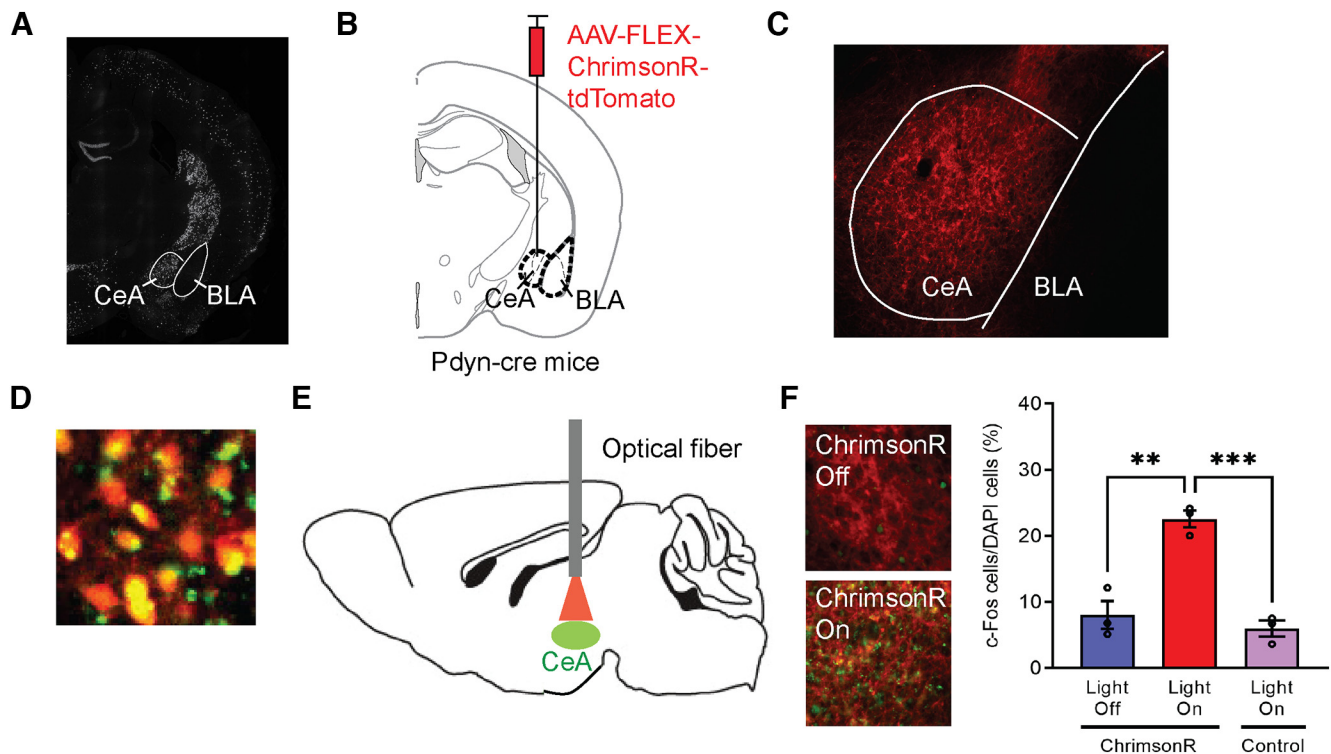 A
CeA
BLA
B
AAV-FLEX-
ChrimsonR-
tdTomato
CeA
BLA
Pdyn-cre mice
C
CeA
BLA
D
E
Optical fiber
CeA
F
ChrimsonR
Off
ChrimsonR
On
c-Fos cells/DAPI cells (%)
40
30
20
10
0
**
***
Light
Off
Light
On
Light
On
ChrimsonR
Control